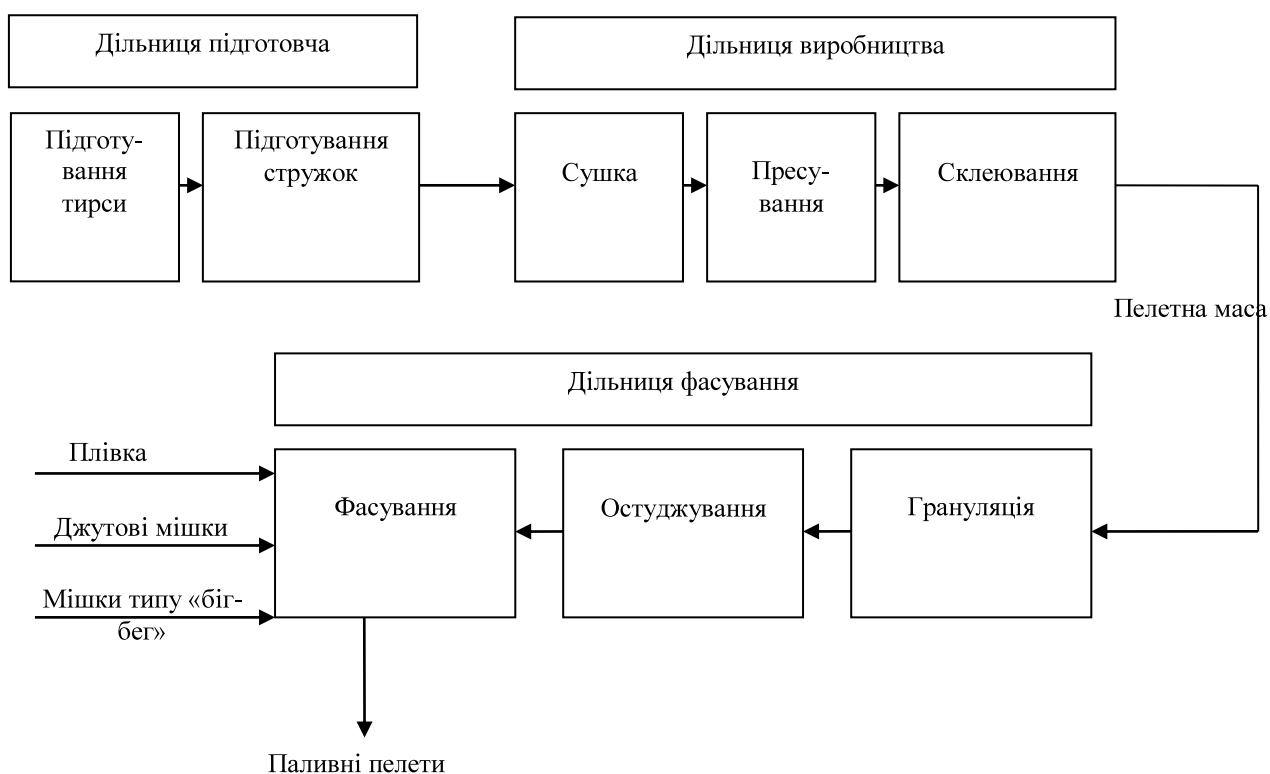 Дільниця підготовча
Дільниця виробництва
Підготу-
вання
тирси
Підготування
стружок
Сушка
Пресу-
вання
Склеювання
Пелетна маса
Дільниця фасування
Плівка
Джутові мішки
Мішки типу «біг-
бег»
Фасування
Остуджування
Грануляція
Паливні пелети